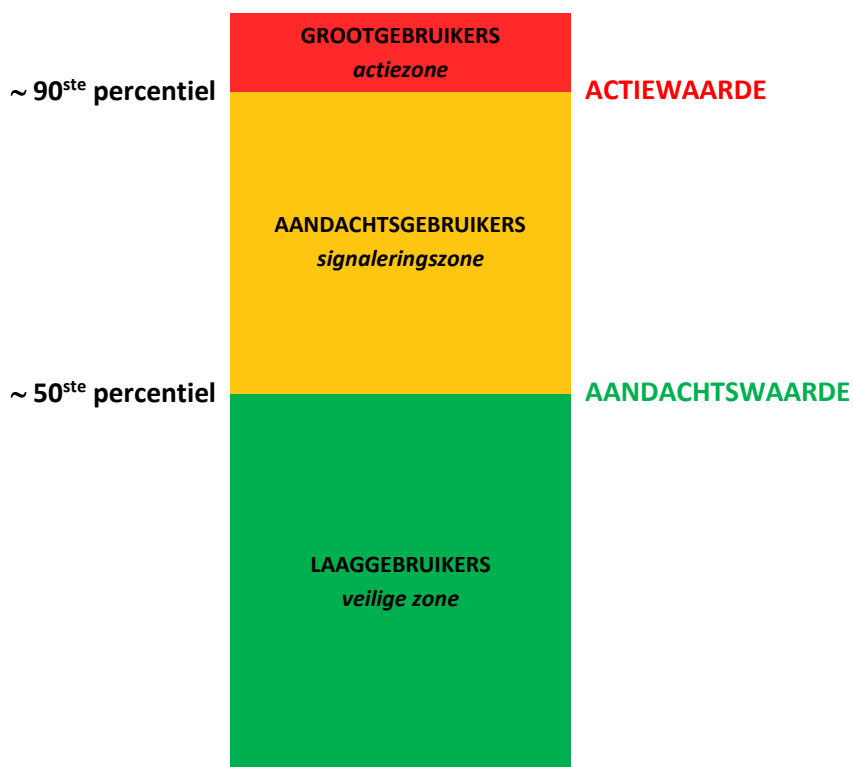 GROOTGEBRUIKERS
actiezone
~ 90ste percentiel
ACTIEWAARDE
AANDACHTSGEBRUIKERS
signaleringszone
~ 50ste percentiel
AANDACHTSWAARDE
LAAGGEBRUIKERS
veilige zone